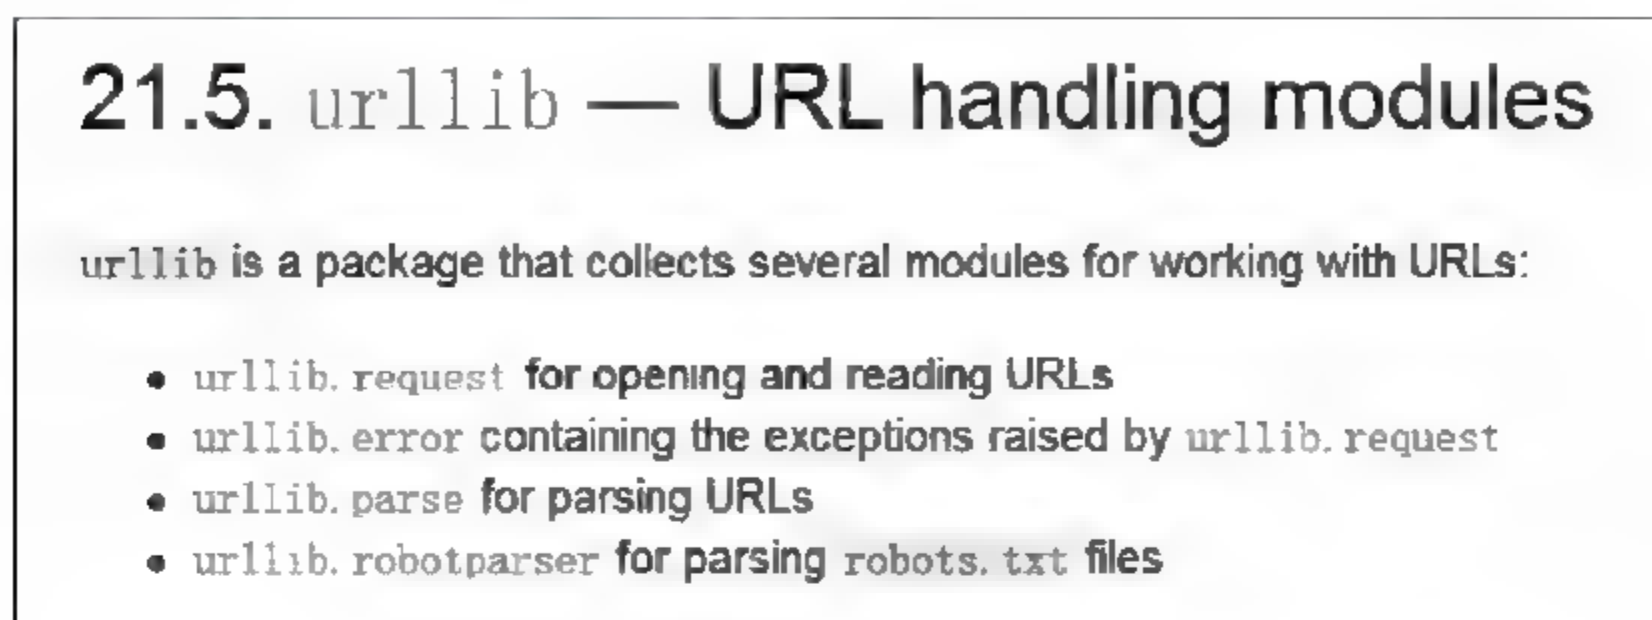 21.5. urllib — URL handling modules
urllib is a package that collects several modules for working with URLs:
• urllib.request for opening and reading URLs
• urllib.error containing the exceptions raised by urllib.request
• urllib.parse for parsing URLs
• urllib.robotparser for parsing robots.txt files